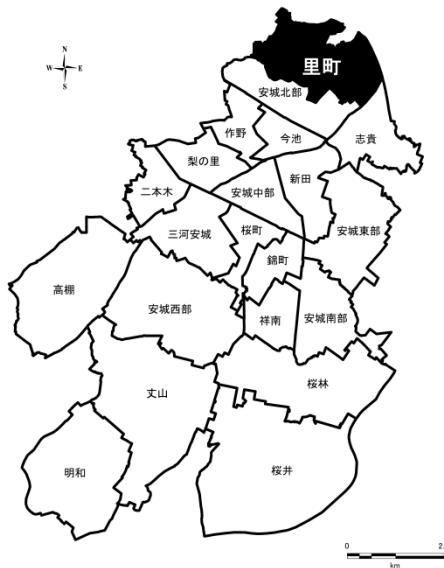 里町
N
W E
S
安城北部
作野
今池
志貴
梨の里
新田
二本木
安城中部
三河安城
桜町
安城東部
錦町
高棚
安城西部
祥南
安城南部
丈山
桜林
明和
桜井
0 2.
km